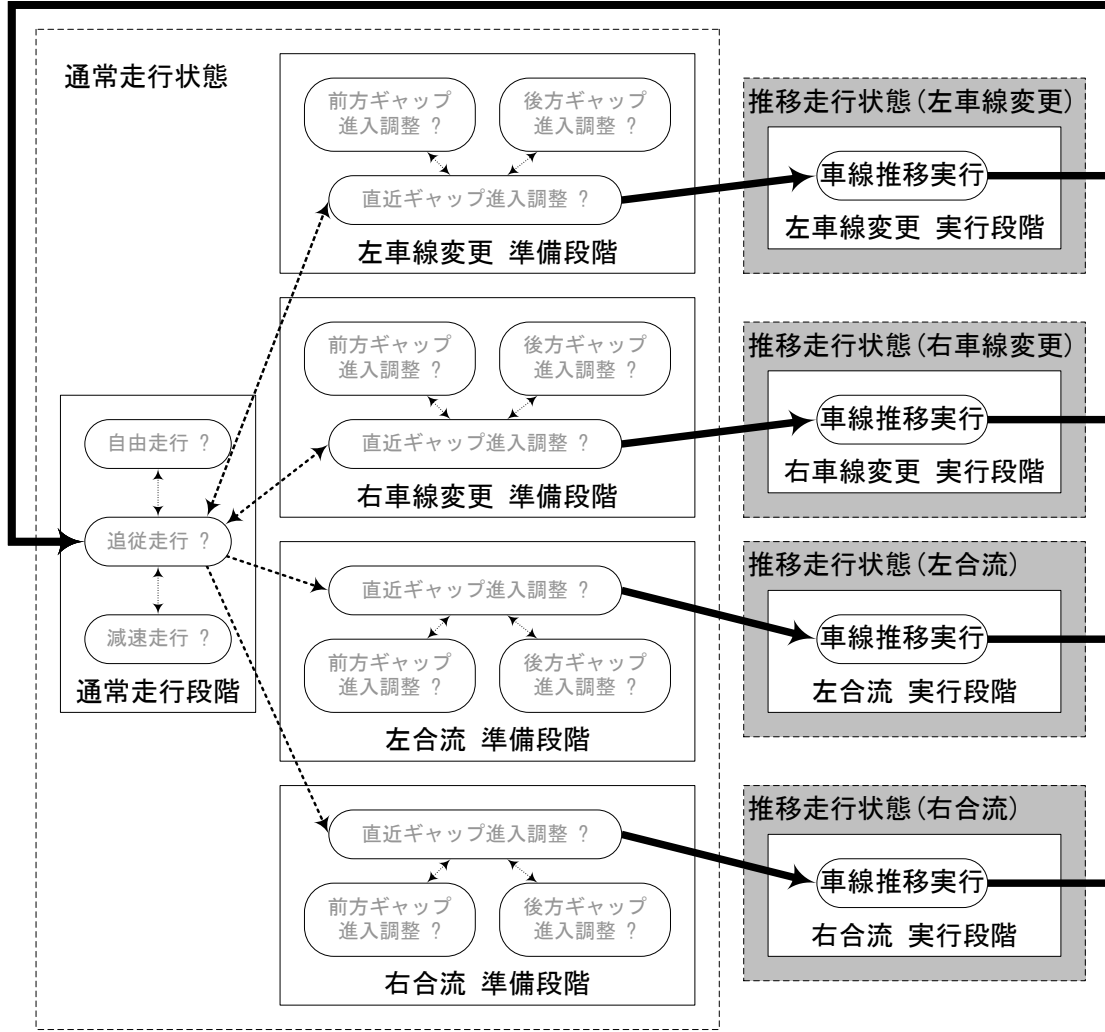 通常走行状態
前方ギャップ
進入調整 ?
後方ギャップ
進入調整 ?
直近ギャップ進入調整 ?
左車線変更 準備段階
推移走行状態(左車線変更)
車線推移実行
左車線変更 実行段階
前方ギャップ
進入調整 ?
後方ギャップ
進入調整 ?
直近ギャップ進入調整 ?
右車線変更 準備段階
推移走行状態(右車線変更)
車線推移実行
右車線変更 実行段階
自由走行 ?
追従走行 ?
減速走行 ?
通常走行段階
直近ギャップ進入調整 ?
前方ギャップ
進入調整 ?
後方ギャップ
進入調整 ?
左合流 準備段階
推移走行状態(左合流)
車線推移実行
左合流 実行段階
直近ギャップ進入調整 ?
前方ギャップ
進入調整 ?
後方ギャップ
進入調整 ?
右合流 準備段階
推移走行状態(右合流)
車線推移実行
右合流 実行段階